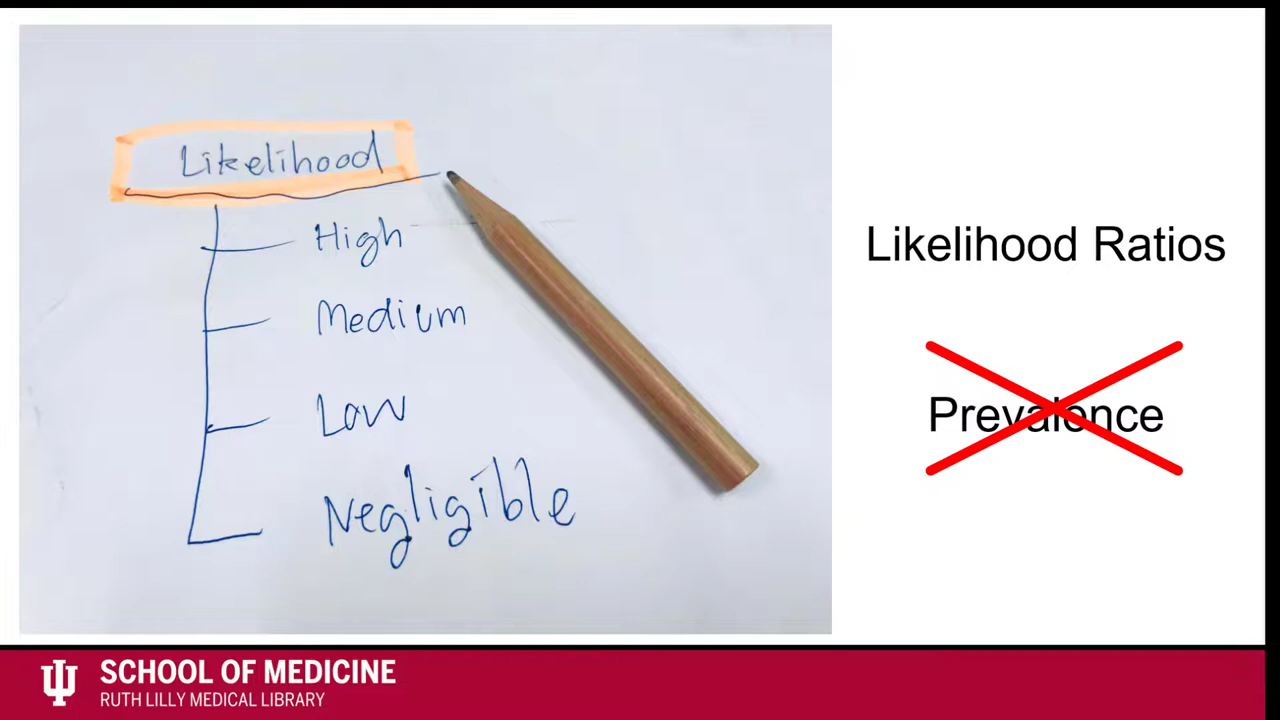 Likelihood
High
Medium
Low
Negligible
Likelihood Ratios
Prevalence
SCHOOL OF MEDICINE
RUTH LILLY MEDICAL LIBRARY